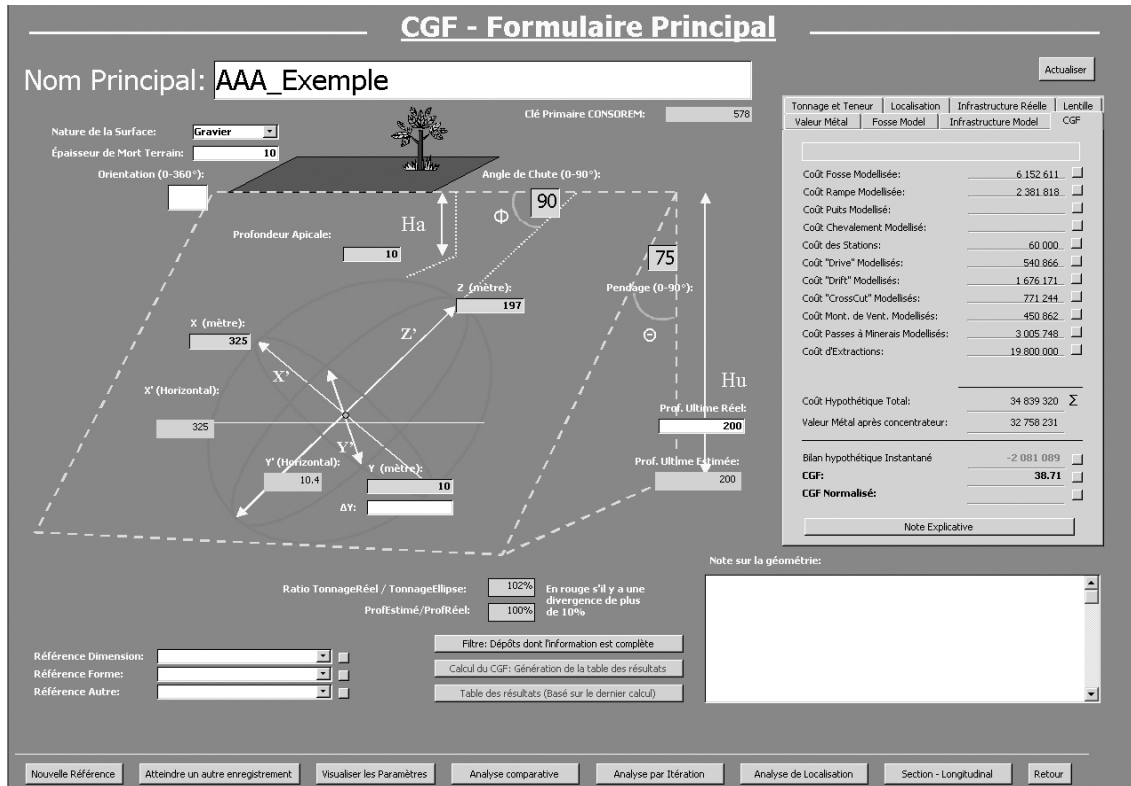 CGF - Formulaire Principal
Nom Principal: AAA_Exemple
Actualiser
Clé Primaire CONSOREM: 578
Nature de la Surface: Gravier
Épaisseur de Mort Terrain: 10
Orientation (0-360°):
Angle de Chute (0-90°):
90
Φ
Ha
Profondeur Apicale:
10
75
Pendage (0-90°):
Θ
Z (mètre):
197
Z'
X (mètre):
325
X'
X' (Horizontal):
325
Hu
Prof. Ultime Réel:
200
Y'
Y' (Horizontal):
10.4
Y (mètre):
10
ΔY:
Prof. Ultime Estimée:
200
Tonnage et Teneur Localisation Infrastructure Réelle Lentille
Valeur Métal Fosse Model Infrastructure Model CGF
Coût Fosse Modellisée: 6 152 611
Coût Rampe Modellisée: 2 381 818
Coût Puits Modellisé:
Coût Chevalement Modellisé:
Coût des Stations: 60 000
Coût "Drive" Modellisés: 540 866
Coût "Drift" Modellisés: 1 676 171
Coût "CrossCut" Modellisés: 771 244
Coût Mont. de Vent. Modellisés: 450 862
Coût Passes à Minerais Modellisés: 3 005 748
Coût d'Extractions: 19 800 000
Coût Hypothétique Total: 34 839 320 Σ
Valeur Métal après concentrateur: 32 758 231
Bilan hypothétique Instantané -2 081 089
CGF: 38.71
CGF Normalisé:
Note Explicative
Note sur la géométrie:
Ratio TonnageRéel / TonnageEllipse: 102%
ProfEstimé/ProfRéel: 100%
En rouge s'il y a une
divergence de plus
de 10%
Filtre: Dépôts dont l'information est complète
Calcul du CGF: Génération de la table des résultats
Table des résultats (Basé sur le dernier calcul)
Référence Dimension:
Référence Forme:
Référence Autre:
Nouvelle Référence Atteindre un autre enregistrement Visualiser les Paramètres Analyse comparative Analyse par Itération Analyse de Localisation Section - Longitudinal Retour